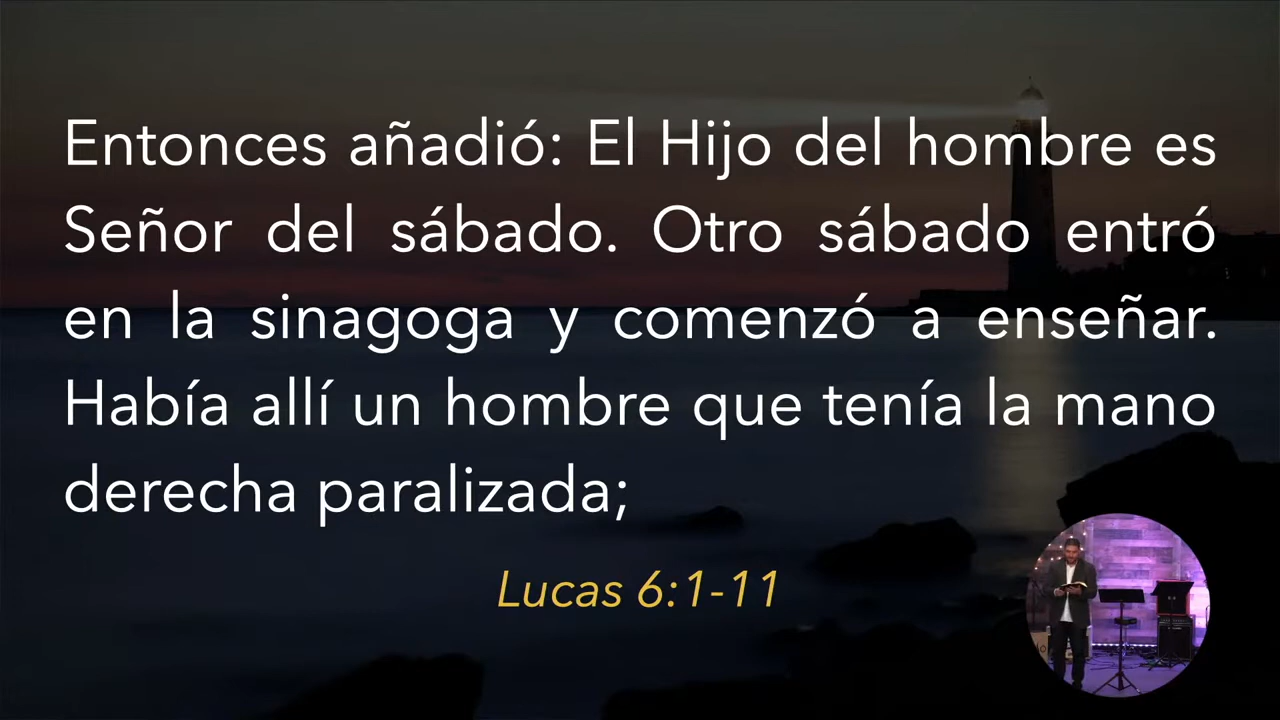 Entonces añadió: El Hijo del hombre es
Señor del sábado. Otro sábado entró
en la sinagoga y comenzó a enseñar.
Había allí un hombre que tenía la mano
derecha paralizada;
Lucas 6:1-11